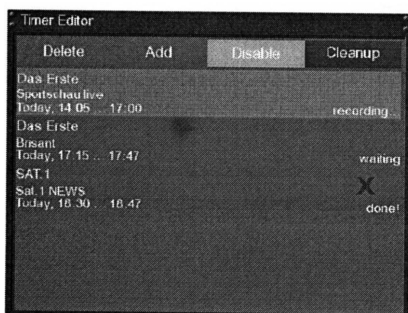 Timer Editor
Delete Add Disable Cleanup
Das Erste
Sportschau live
Today, 14:05 ... 17:00 recording...
Das Erste
Brisant
Today, 17:15 ... 17:47 waiting
SAT.1
X
Sat.1 NEWS
Today, 18:30 ... 18:47 done!